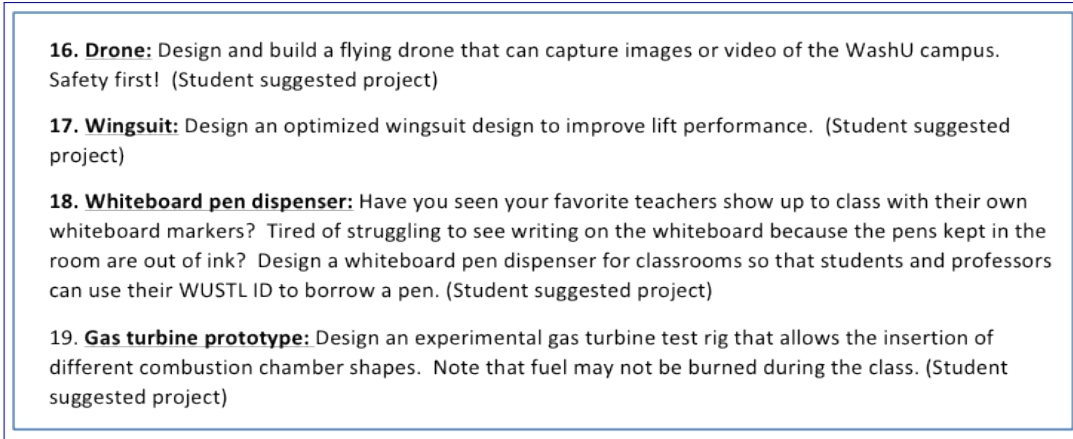 16. Drone: Design and build a flying drone that can capture images or video of the WashU campus.
Safety first!  (Student suggested project)
17. Wingsuit: Design an optimized wingsuit design to improve lift performance.  (Student suggested
project)
18. Whiteboard pen dispenser: Have you seen your favorite teachers show up to class with their own
whiteboard markers?  Tired of struggling to see writing on the whiteboard because the pens kept in the
room are out of ink?  Design a whiteboard pen dispenser for classrooms so that students and professors
can use their WUSTL ID to borrow a pen. (Student suggested project)
19. Gas turbine prototype: Design an experimental gas turbine test rig that allows the insertion of
different combustion chamber shapes.  Note that fuel may not be burned during the class. (Student
suggested project)